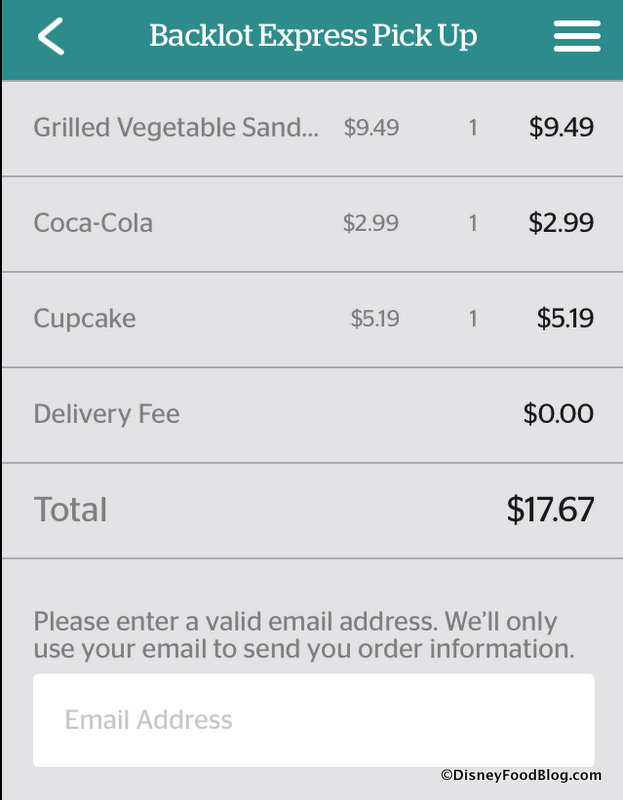 Backlot Express Pick Up
Grilled Vegetable Sand... $9.49 1 $9.49
Coca-Cola $2.99 1 $2.99
Cupcake $5.19 1 $5.19
Delivery Fee $0.00
Total $17.67
Please enter a valid email address. We'll only
use your email to send you order information.
Email Address
©DisneyFoodBlog.com